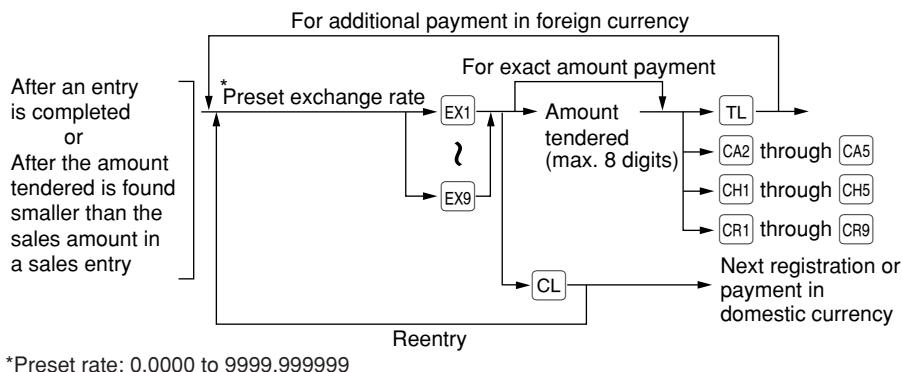 For additional payment in foreign currency
After an entry
is completed
or
After the amount
tendered is found
smaller than the
sales amount in
a sales entry
*
Preset exchange rate
EX1
EX9
For exact amount payment
Amount
tendered
(max. 8 digits)
TL
CA2 through CA5
CH1 through CH5
CR1 through CR9
CL
Next registration or
payment in
domestic currency
Reentry
*Preset rate: 0.0000 to 9999.999999